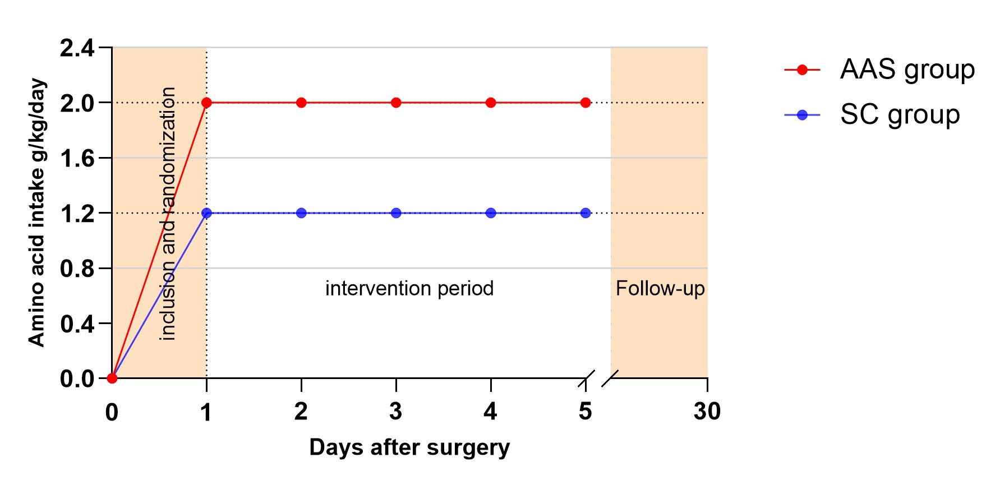 2.4
2.0
1.6
1.2
0.8
0.4
0.0
Amino acid intake g/kg/day
inclusion and randomization
intervention period
Follow-up
0 1 2 3 4 5 30
Days after surgery
AAS group
SC group